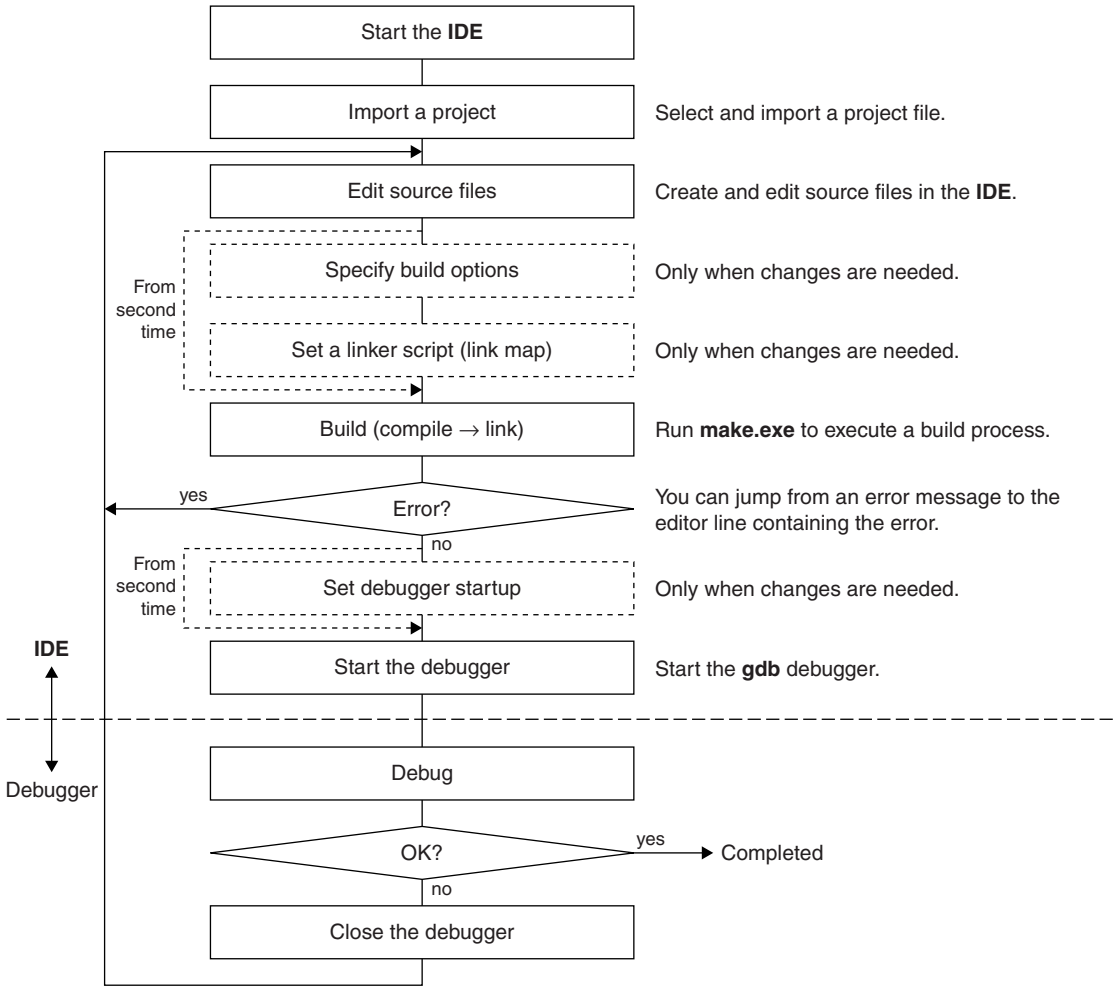 Start the IDE
Import a project
Select and import a project file.
Edit source files
Create and edit source files in the IDE.
From
second
time
Specify build options
Only when changes are needed.
Set a linker script (link map)
Only when changes are needed.
Build (compile → link)
Run make.exe to execute a build process.
yes
Error?
You can jump from an error message to the
editor line containing the error.
no
From
second
time
Set debugger startup
Only when changes are needed.
IDE
Start the debugger
Start the gdb debugger.
Debugger
Debug
OK?
yes
Completed
no
Close the debugger